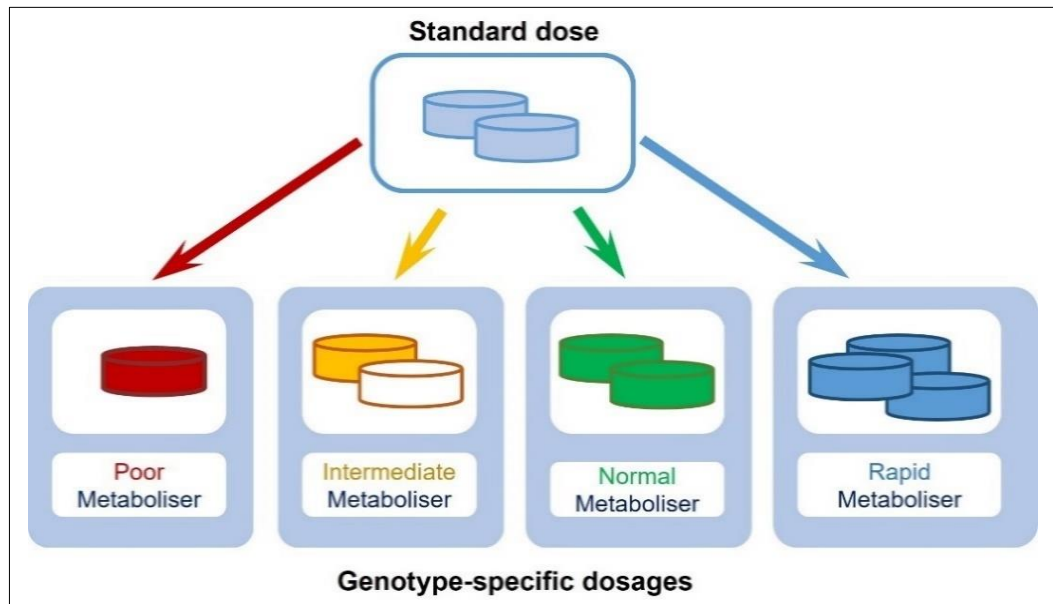 Standard dose
Poor
Metaboliser
Intermediate
Metaboliser
Normal
Metaboliser
Rapid
Metaboliser
Genotype-specific dosages